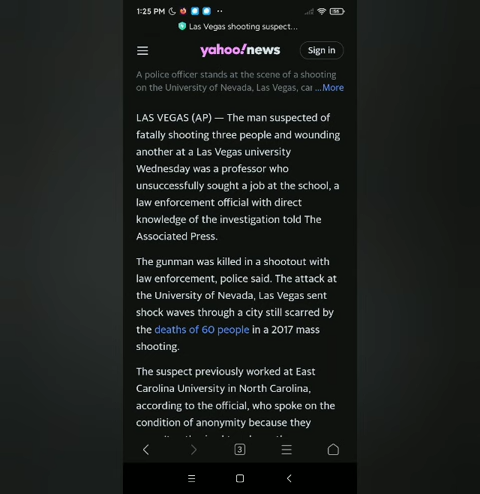 1:25 PM
56
Las Vegas shooting suspect...
yahoo!news
Sign in
A police officer stands at the scene of a shooting
on the University of Nevada, Las Vegas, car ...More
LAS VEGAS (AP) — The man suspected of
fatally shooting three people and wounding
another at a Las Vegas university
Wednesday was a professor who
unsuccessfully sought a job at the school, a
law enforcement official with direct
knowledge of the investigation told The
Associated Press.
The gunman was killed in a shootout with
law enforcement, police said. The attack at
the University of Nevada, Las Vegas sent
shock waves through a city still scarred by
the deaths of 60 people in a 2017 mass
shooting.
The suspect previously worked at East
Carolina University in North Carolina,
according to the official, who spoke on the
condition of anonymity because they
3